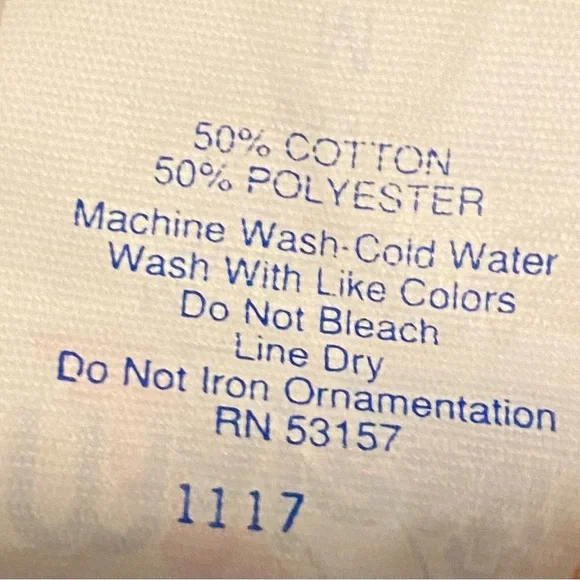 50% COTTON
50% POLYESTER
Machine Wash-Cold Water
Wash With Like Colors
Do Not Bleach
Line Dry
Do Not Iron Ornamentation
RN 53157
1117